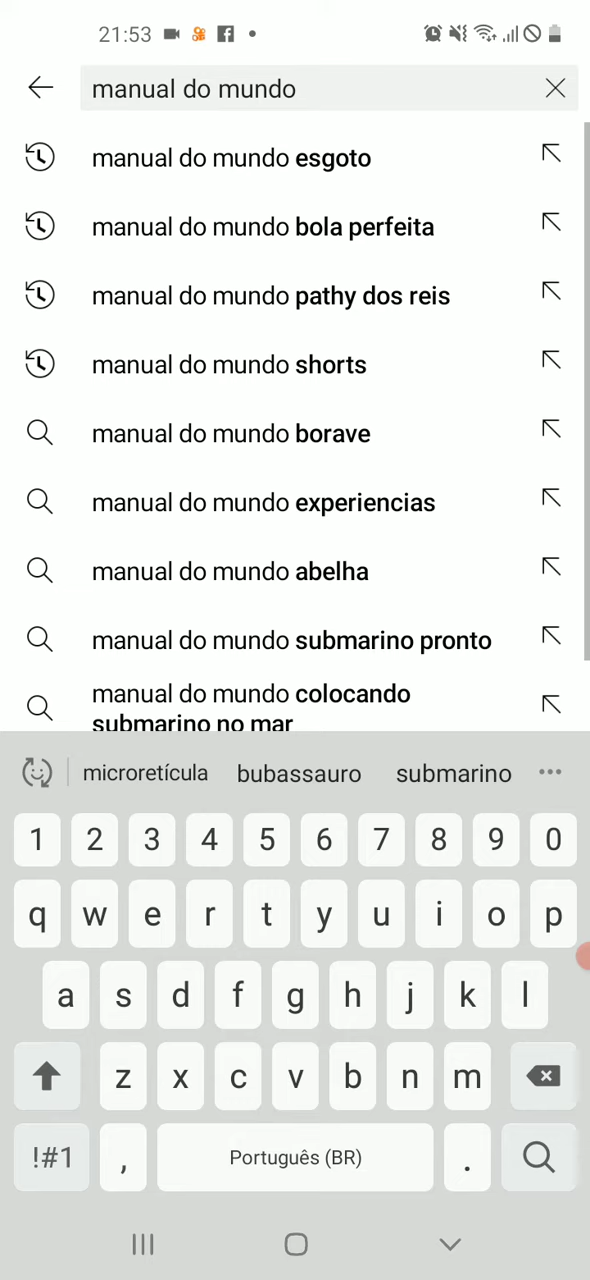 21:53
manual do mundo
manual do mundo esgoto
manual do mundo bola perfeita
manual do mundo pathy dos reis
manual do mundo shorts
manual do mundo borave
manual do mundo experiencias
manual do mundo abelha
manual do mundo submarino pronto
manual do mundo colocando
submarino no mar
microretícula bubassauro submarino
1 2 3 4 5 6 7 8 9 0
q w e r t y u i o p
a s d f g h j k l
z x c v b n m
!#1 , Português (BR) .